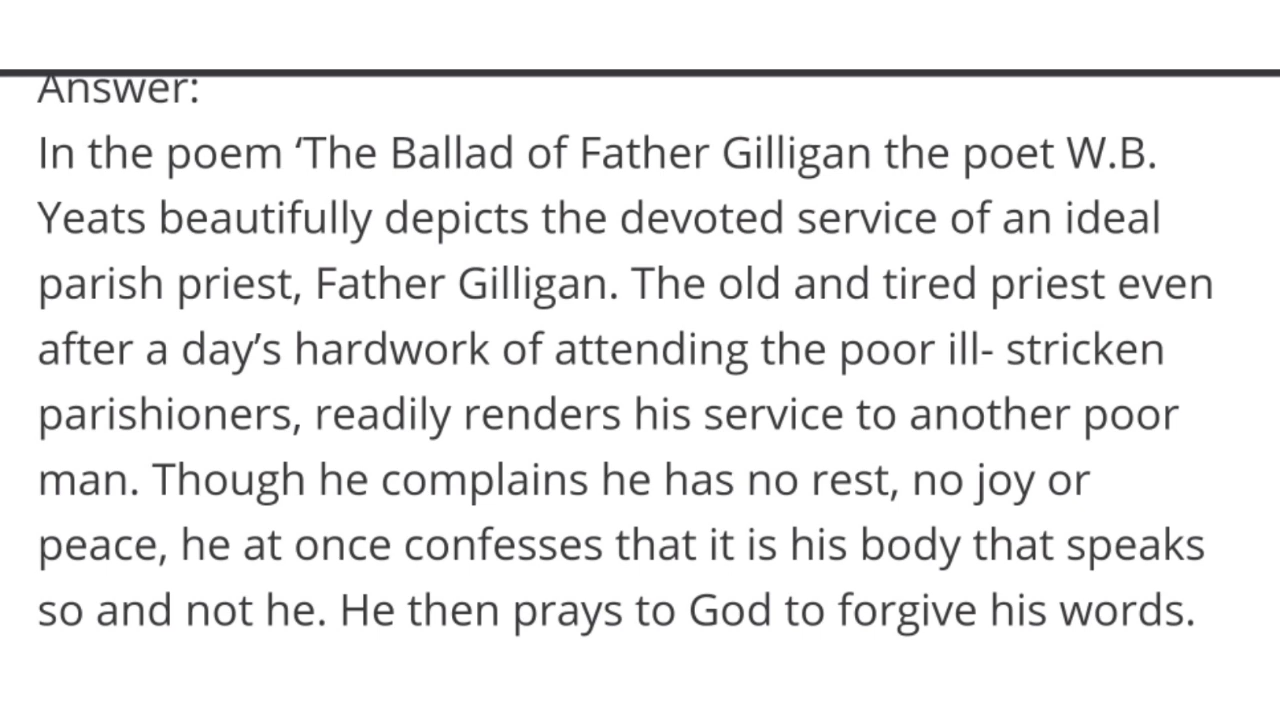 Answer:
In the poem ‘The Ballad of Father Gilligan the poet W.B.
Yeats beautifully depicts the devoted service of an ideal
parish priest, Father Gilligan. The old and tired priest even
after a day’s hardwork of attending the poor ill- stricken
parishioners, readily renders his service to another poor
man. Though he complains he has no rest, no joy or
peace, he at once confesses that it is his body that speaks
so and not he. He then prays to God to forgive his words.